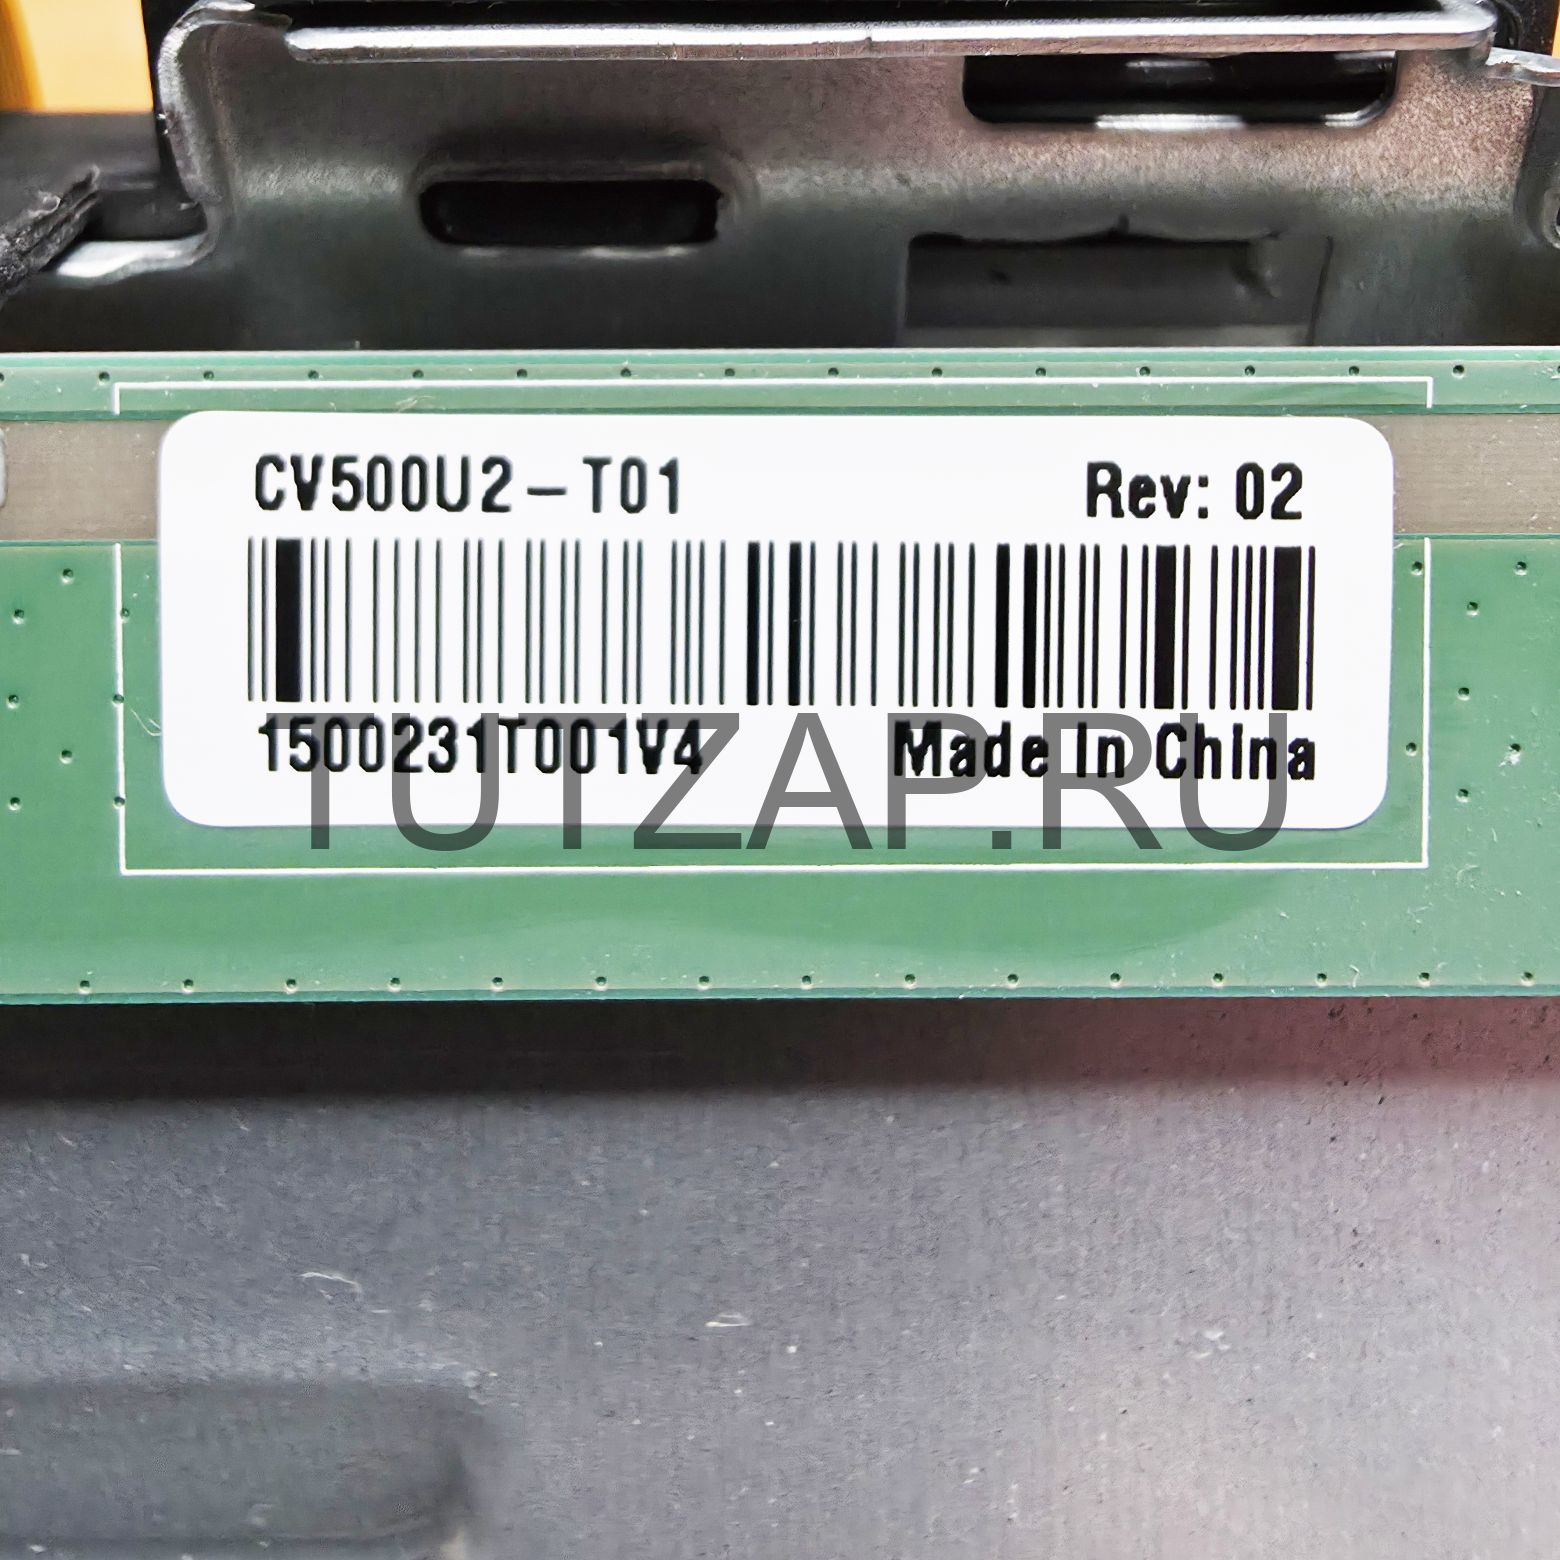 CV500U2-T01 Rev: 02
1500231T001V4 Made In China
TUTZAP.RU